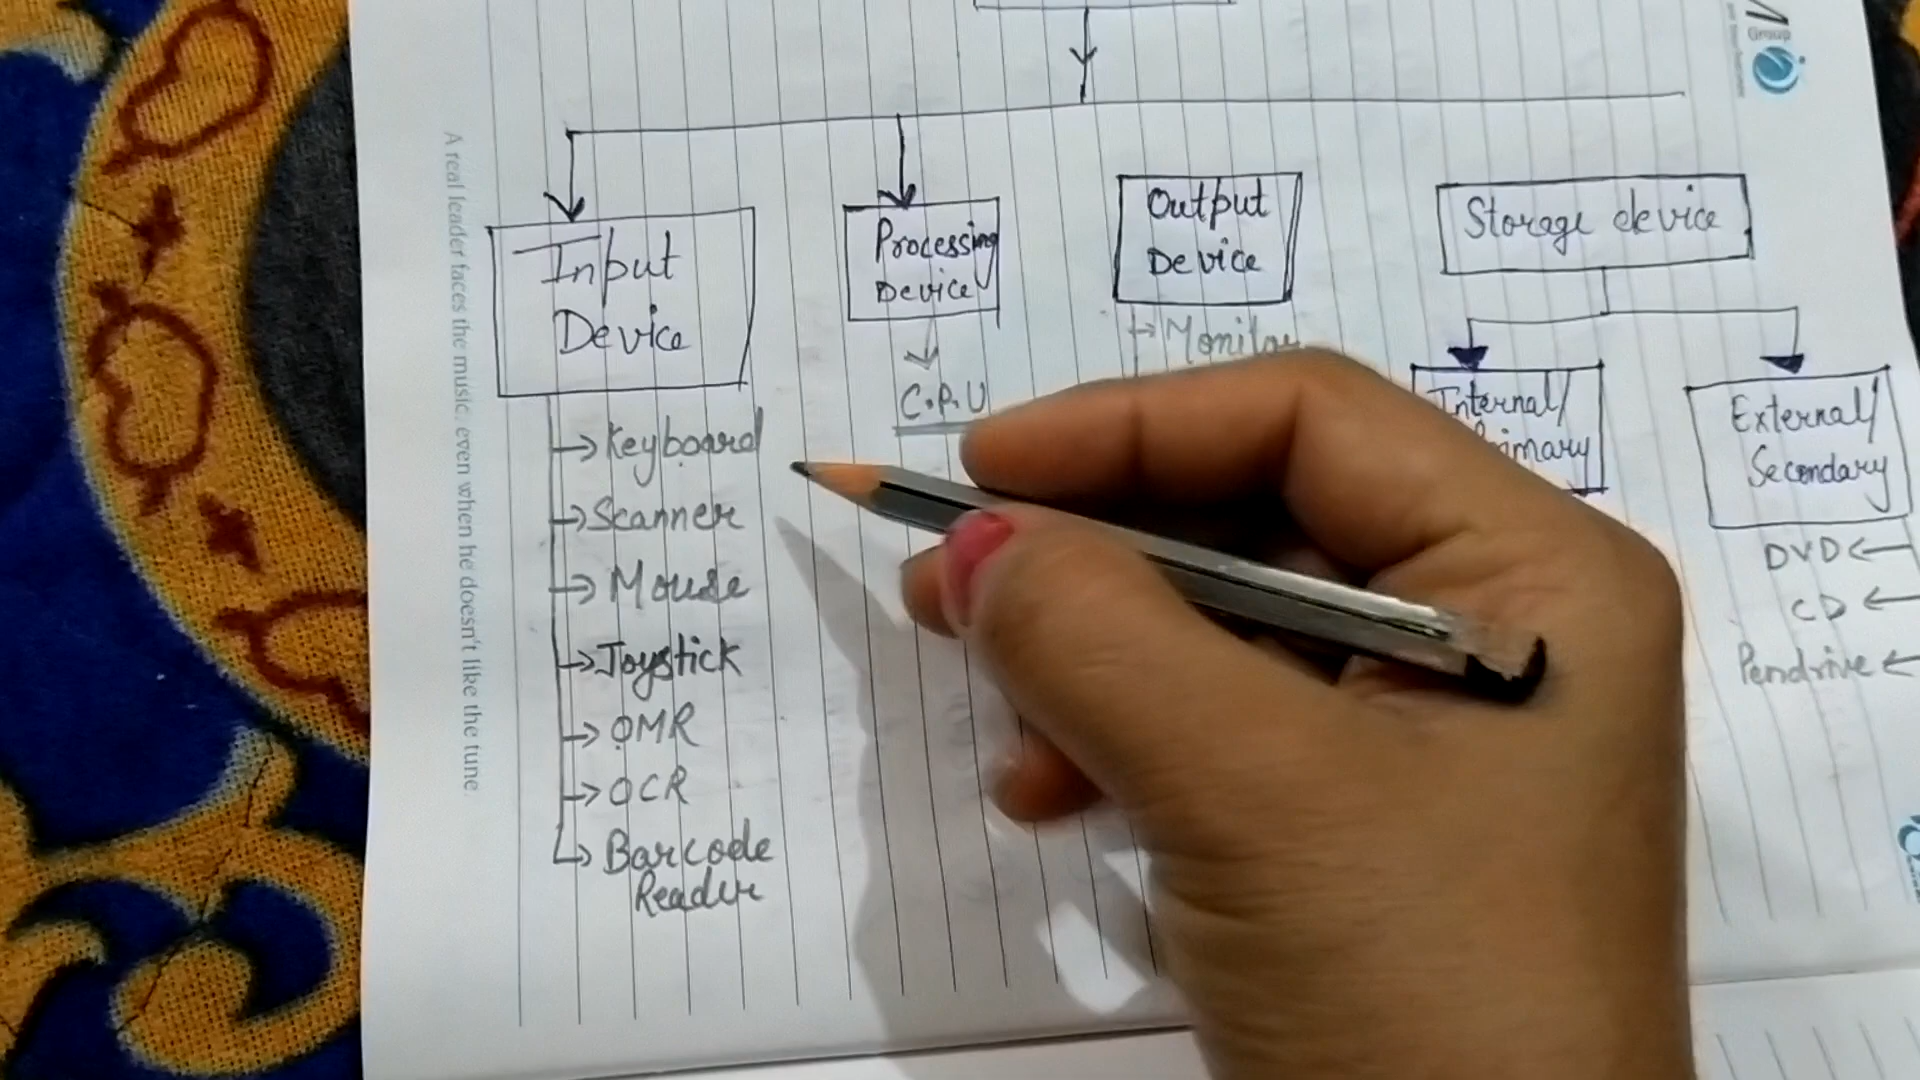 Group
A real leader faces the music, even when he doesn't like the tune.
Input
Device
Keyboard
Scanner
Mouse
Joystick
OMR
OCR
Barcode
Reader
Processing
Device
C.P.U
Output
Device
Monitor
Storage device
Internal/
External/
Secondary
DVD
CD
Pendrive